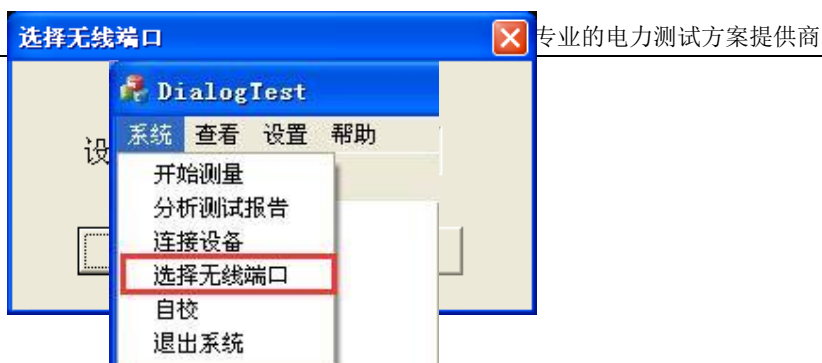 选择无线端口
专业的电力测试方案提供商
DialogTest
系统 查看 设置 帮助
设
开始测量
分析测试报告
连接设备
选择无线端口
自校
退出系统